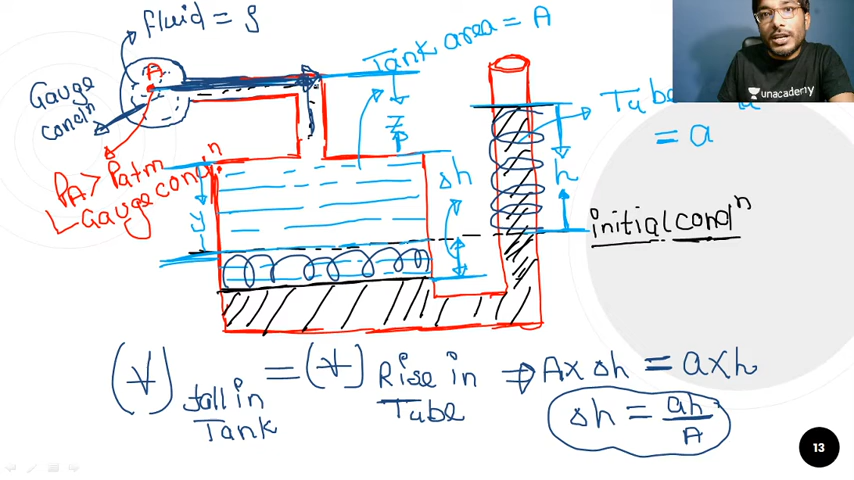 fluid = ρ
Tank area = A
unacademy
Gauge
condⁿ
A
Tube
= a
Z
P
PA > Patm
Gauge condⁿ
Δh
h
y
initial condⁿ
(V) fall in Tank = (V) Rise in Tube ⇒ A x Δh = a x h
Δh = ah/A
13